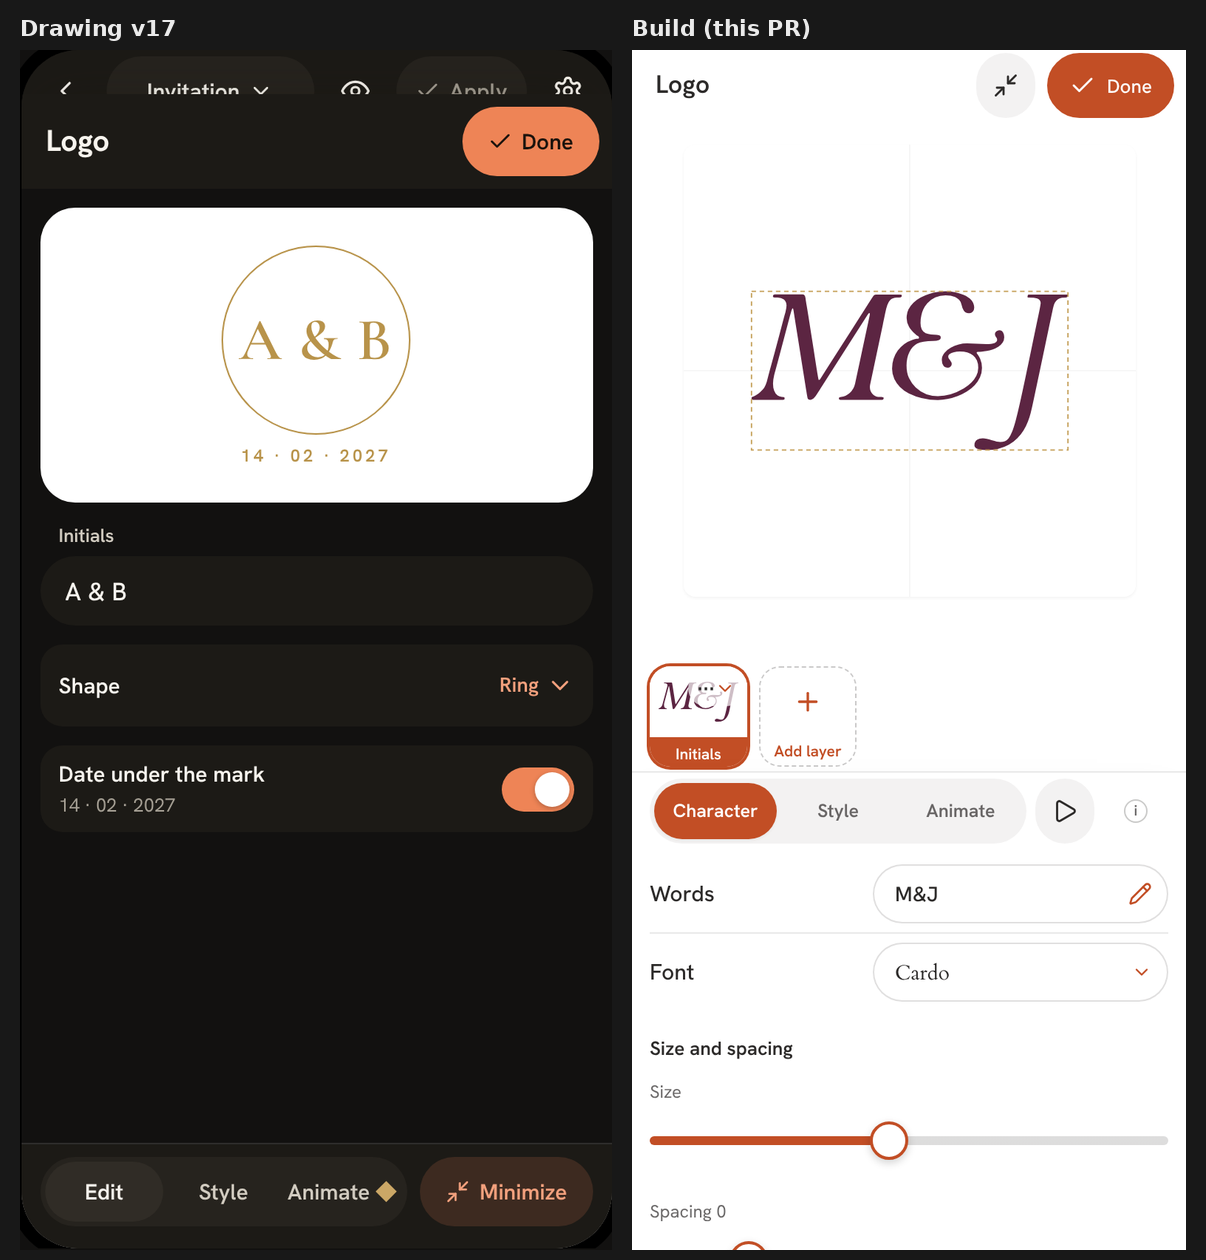 Drawing v17
Invitation
Apply
Logo
Done
A & B
14 · 02 · 2027
Initials
A & B
Shape
Ring
Date under the mark
14 · 02 · 2027
Edit
Style
Animate
Minimize
Build (this PR)
Logo
Done
M&J
M&J
Initials
Add layer
Character
Style
Animate
Words
M&J
Font
Cardo
Size and spacing
Size
Spacing 0